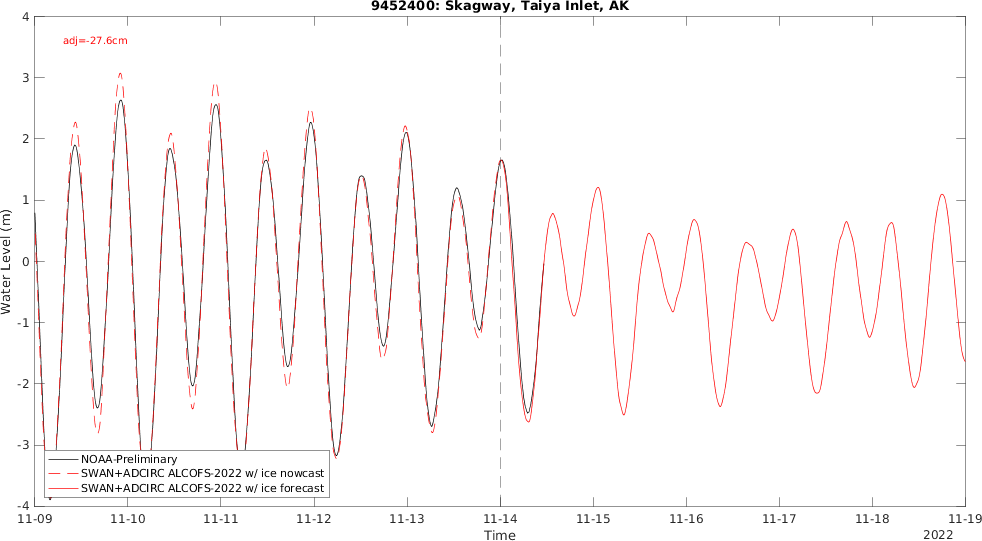 9452400: Skagway, Taiya Inlet, AK
adj=-27.6cm
4
3
2
1
0
-1
-2
-3
-4
Water Level (m)
NOAA-Preliminary
SWAN+ADCIRC ALCOFS-2022 w/ ice nowcast
SWAN+ADCIRC ALCOFS-2022 w/ ice forecast
11-09 11-10 11-11 11-12 11-13 11-14 11-15 11-16 11-17 11-18 11-19
Time
2022